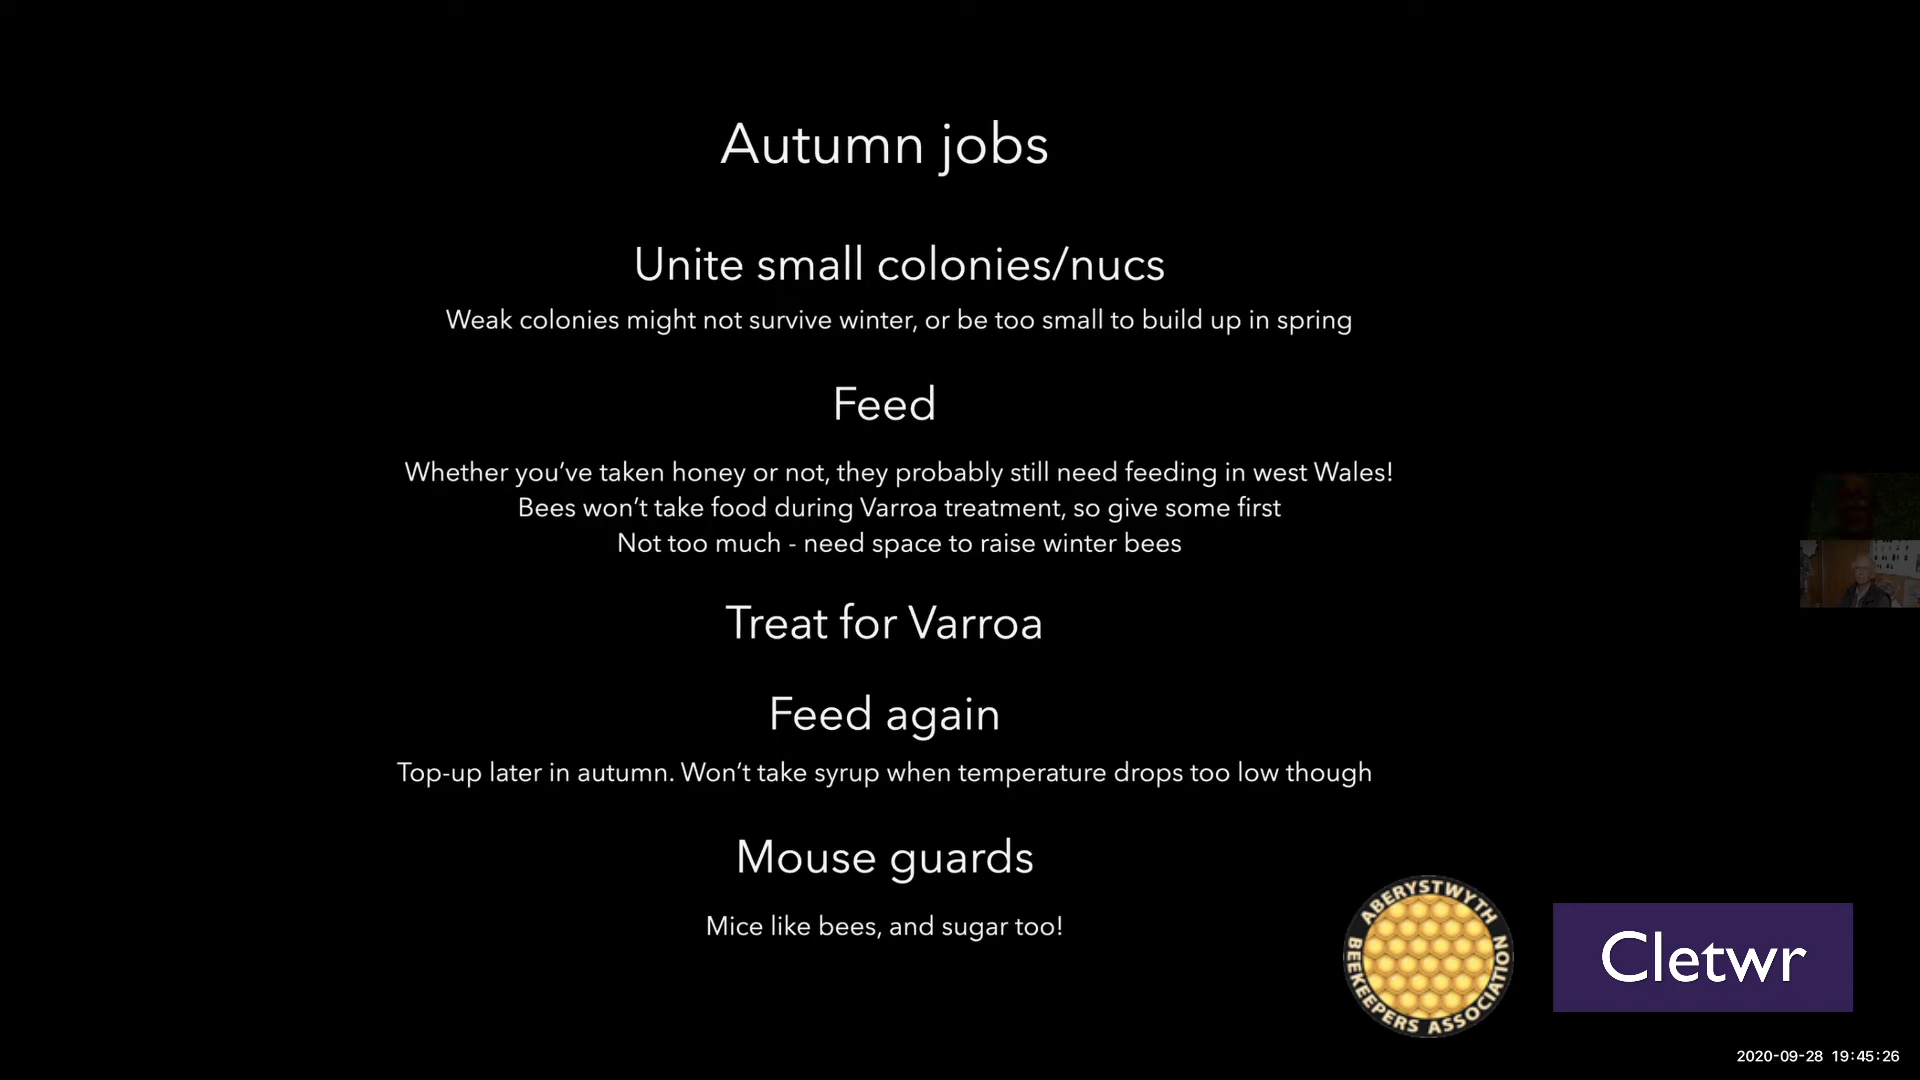 Autumn jobs
Unite small colonies/nucs
Weak colonies might not survive winter, or be too small to build up in spring
Feed
Whether you’ve taken honey or not, they probably still need feeding in west Wales!
Bees won’t take food during Varroa treatment, so give some first
Not too much - need space to raise winter bees
Treat for Varroa
Feed again
Top-up later in autumn. Won’t take syrup when temperature drops too low though
Mouse guards
Mice like bees, and sugar too!
ABERYSTWYTH
BEEKEEPERS ASSOCIATION
Cletwr
2020-09-28 19:45:26